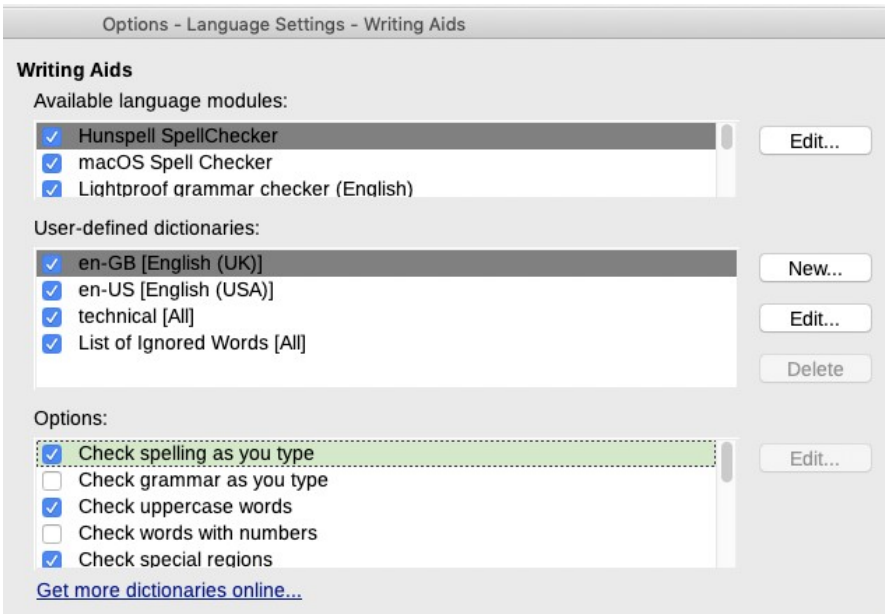 Options - Language Settings - Writing Aids
Writing Aids
Available language modules:
Hunspell SpellChecker
macOS Spell Checker
Lightproof grammar checker (English)
Edit...
User-defined dictionaries:
en-GB [English (UK)]
en-US [English (USA)]
technical [All]
List of Ignored Words [All]
New...
Edit...
Delete
Options:
Check spelling as you type
Check grammar as you type
Check uppercase words
Check words with numbers
Check special regions
Edit...
Get more dictionaries online...